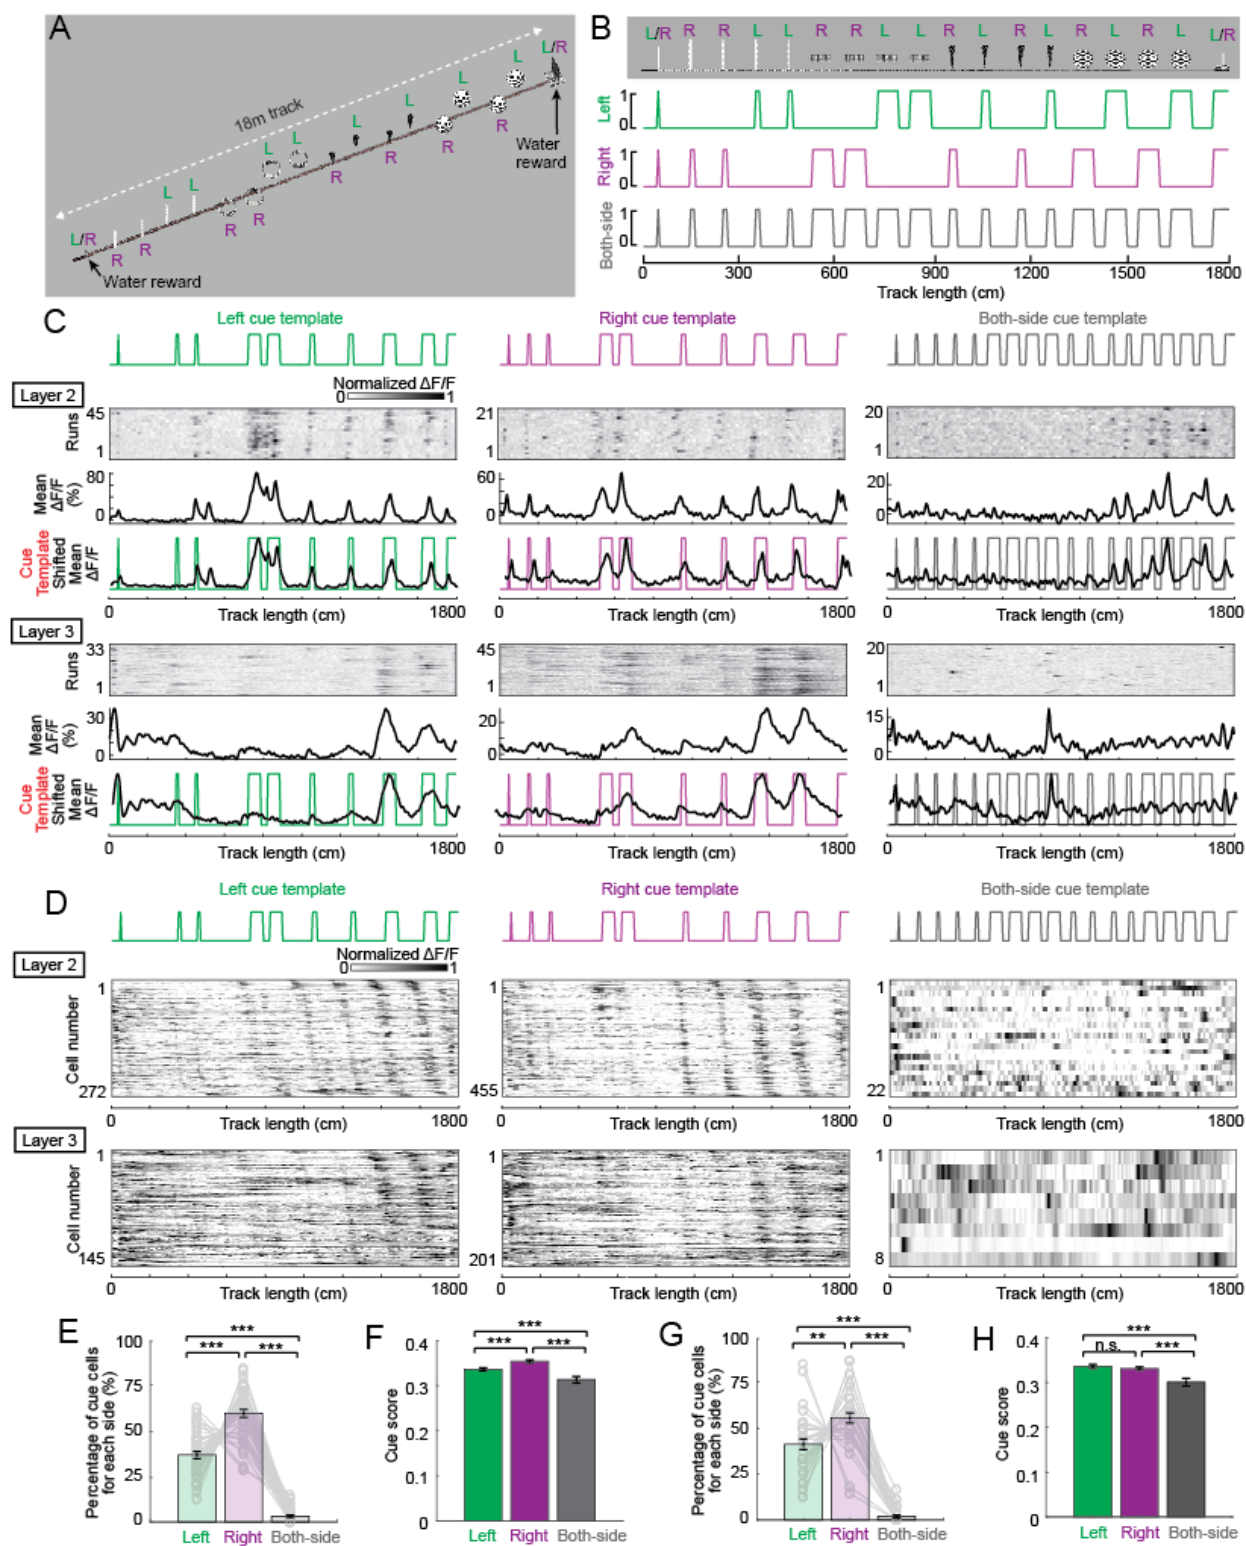 A
18m track
L/R
R
R
L
L
R
R
L
L
R
L
R
L
R
L
R
L
L/R
Water reward
Water
reward
B
L/R R R L L R R L L R L R L R L R L L/R
Left
1
0
Right
1
0
Both-side
1
0
0 300 600 900 1200 1500 1800
Track length (cm)
C
Left cue template Right cue template Both-side cue template
Layer 2
Normalized ΔF/F
0 1
Runs
45
1
21
1
20
1
Mean
ΔF/F
(%)
80
0
60
0
20
0
Cue
Template
Shifted
Mean
ΔF/F
0 1800 0 1800 0 1800
Track length (cm) Track length (cm) Track length (cm)
Layer 3
Runs
33
1
45
1
20
1
Mean
ΔF/F
(%)
30
0
20
0
15
0
Cue
Template
Shifted
Mean
ΔF/F
0 1800 0 1800 0 1800
Track length (cm) Track length (cm) Track length (cm)
D
Left cue template Right cue template Both-side cue template
Layer 2
Normalized ΔF/F
0 1
Cell number
1
272
1
455
1
22
0 1800 0 1800 0 1800
Track length (cm) Track length (cm) Track length (cm)
Layer 3
Cell number
1
145
1
201
1
8
0 1800 0 1800 0 1800
Track length (cm) Track length (cm) Track length (cm)
E
Percentage of cue cells
for each side (%)
100
75
50
25
0
***
*** ***
Left Right Both-side
F
Cue score
0.4
0.3
0.2
0.1
0
***
*** ***
Left Right Both-side
G
Percentage of cue cells
for each side (%)
100
75
50
25
0
***
** ***
Left Right Both-side
H
Cue score
0.4
0.3
0.2
0.1
0
***
n.s. ***
Left Right Both-side